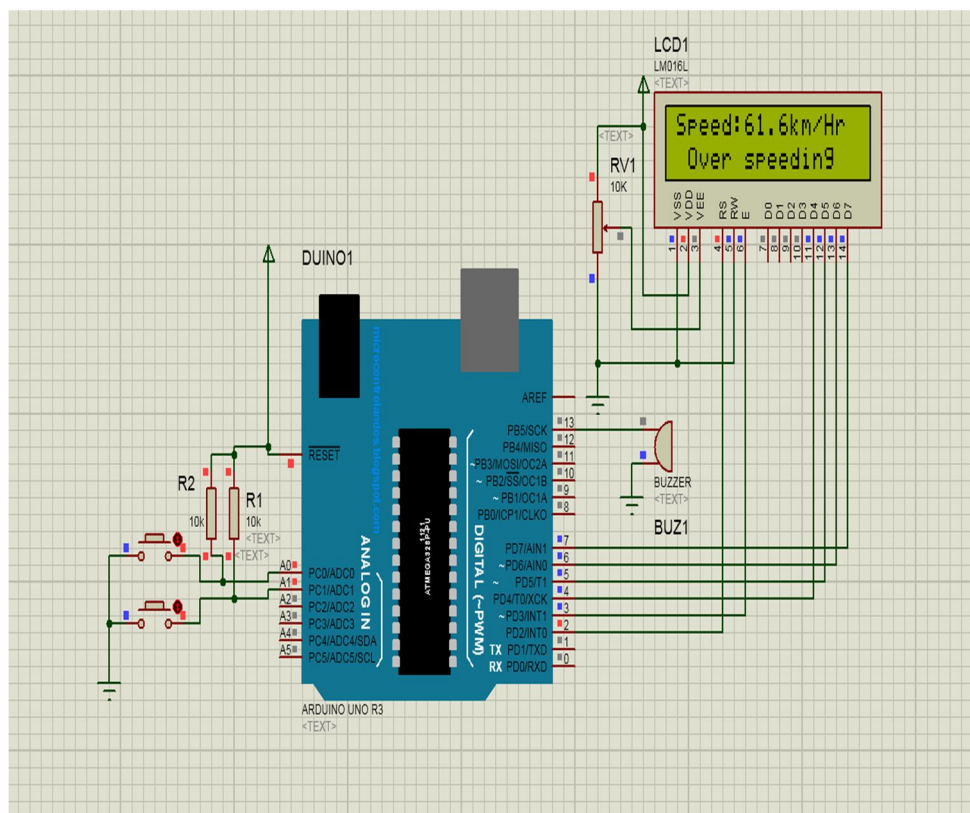 LCD1
LM016L
<TEXT>
Speed:61.6km/Hr
Over speeding
<TEXT>
RV1
10K
VSS
VDD
VEE
RS
RW
E
D0
D1
D2
D3
D4
D5
D6
D7
1
2
3
4
5
6
7
8
9
10
11
12
13
14
DUINO1
microcontrolandos.blogspot.com
AREF
RESET
PB5/SCK 13
PB4/MISO 12
~PB3/MOSI/OC2A 11
~ PB2/SS/OC1B 10
~ PB1/OC1A 9
PB0/ICP1/CLKO 8
BUZZER
<TEXT>
BUZ1
R2
10k
R1
10k
<TEXT>
<TEXT>
ATMEGA328P-PU
ANALOG IN
DIGITAL (~PWM)
PD7/AIN1 7
~ PD6/AIN0 6
~ PD5/T1 5
PD4/T0/XCK 4
~ PD3/INT1 3
PD2/INT0 2
TX PD1/TXD 1
RX PD0/RXD 0
A0 PC0/ADC0
A1 PC1/ADC1
A2 PC2/ADC2
A3 PC3/ADC3
A4 PC4/ADC4/SDA
A5 PC5/ADC5/SCL
ARDUINO UNO R3
<TEXT>